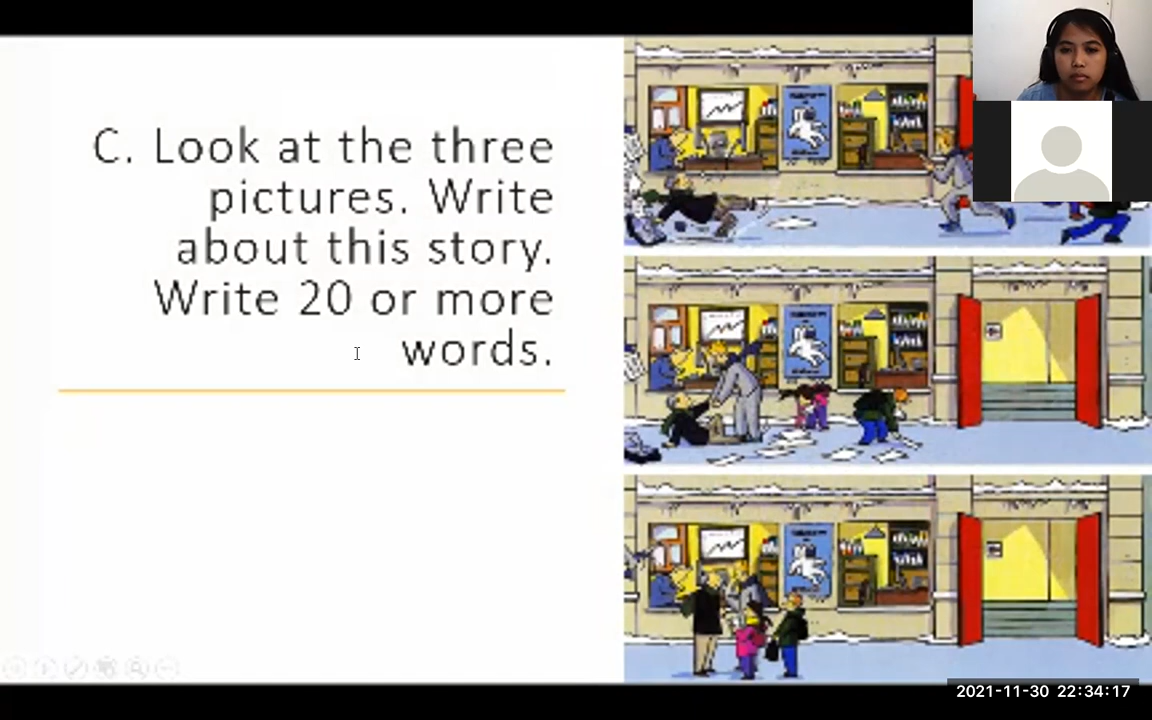 C. Look at the three
pictures. Write
about this story.
Write 20 or more
words.
2021-11-30 22:34:17